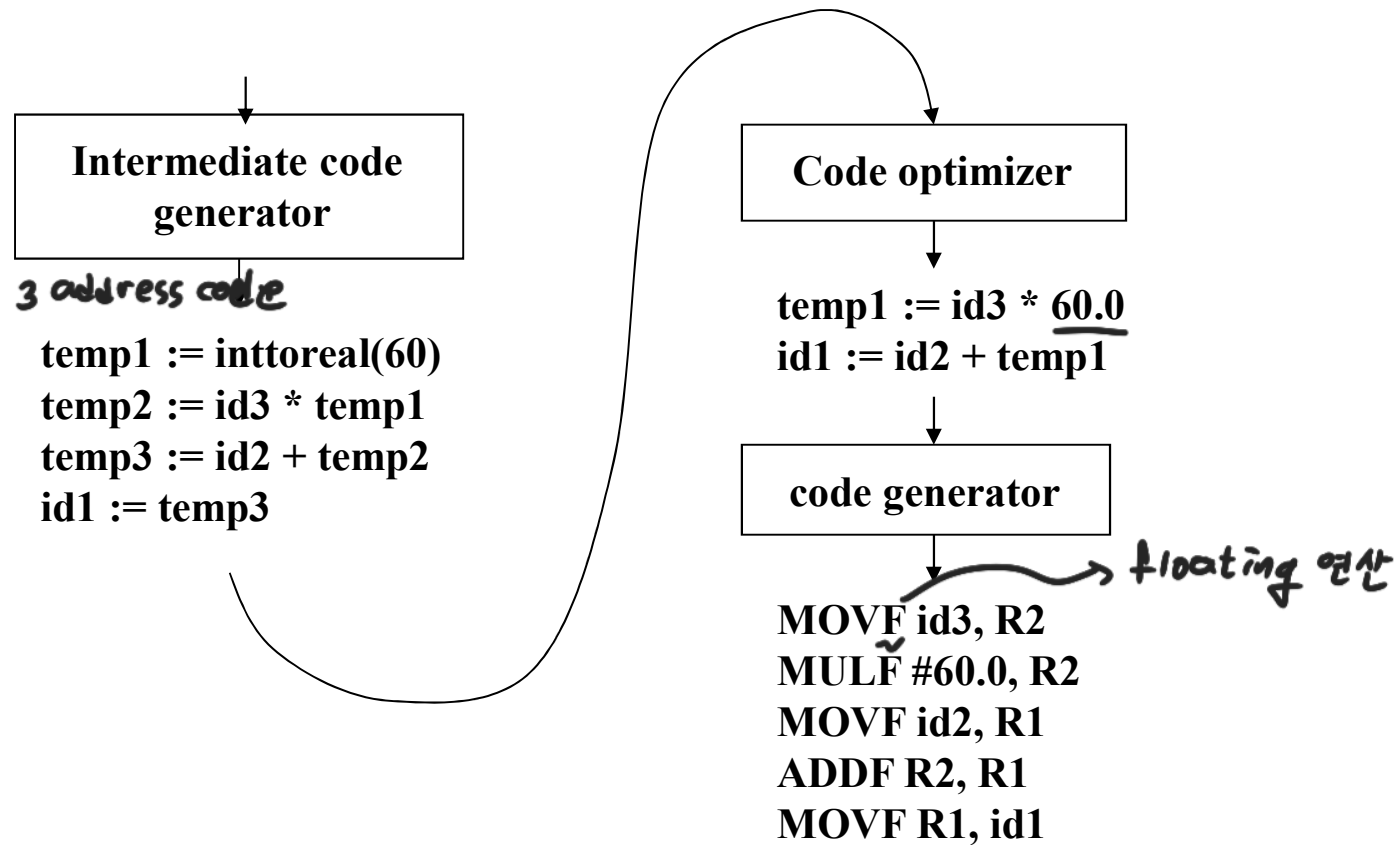 Intermediate code
generator
3 address code
temp1 := inttoreal(60)
temp2 := id3 * temp1
temp3 := id2 + temp2
id1 := temp3
Code optimizer
temp1 := id3 * 60.0
id1 := id2 + temp1
code generator
floating 연산
MOVF id3, R2
MULF #60.0, R2
MOVF id2, R1
ADDF R2, R1
MOVF R1, id1